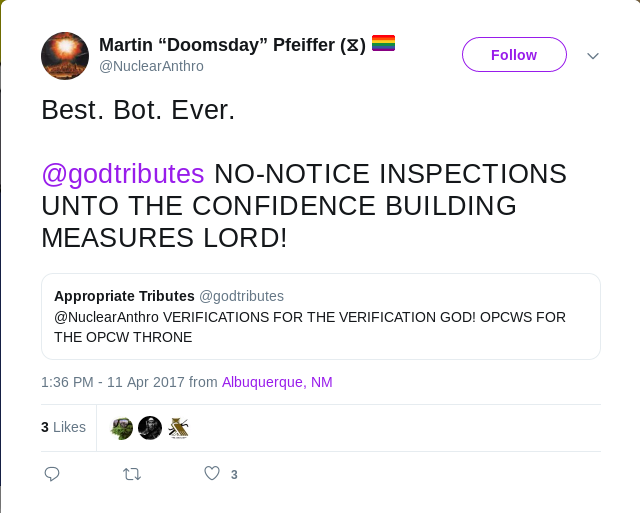 Martin “Doomsday” Pfeiffer (⧖) 🏳️‍🌈
@NuclearAnthro
Follow
Best. Bot. Ever.
@godtributes NO-NOTICE INSPECTIONS
UNTO THE CONFIDENCE BUILDING
MEASURES LORD!
Appropriate Tributes @godtributes
@NuclearAnthro VERIFICATIONS FOR THE VERIFICATION GOD! OPCWS FOR
THE OPCW THRONE
1:36 PM - 11 Apr 2017 from Albuquerque, NM
3 Likes
3